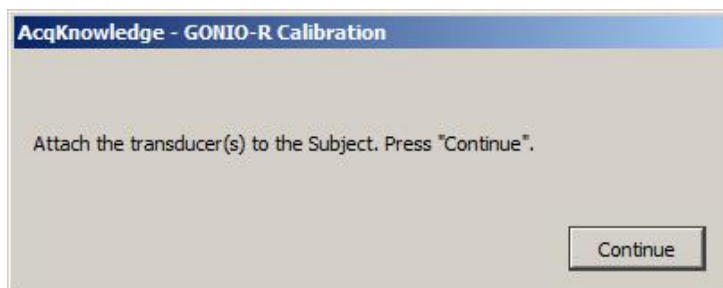 AcqKnowledge - GONIO-R Calibration
Attach the transducer(s) to the Subject. Press "Continue".
Continue